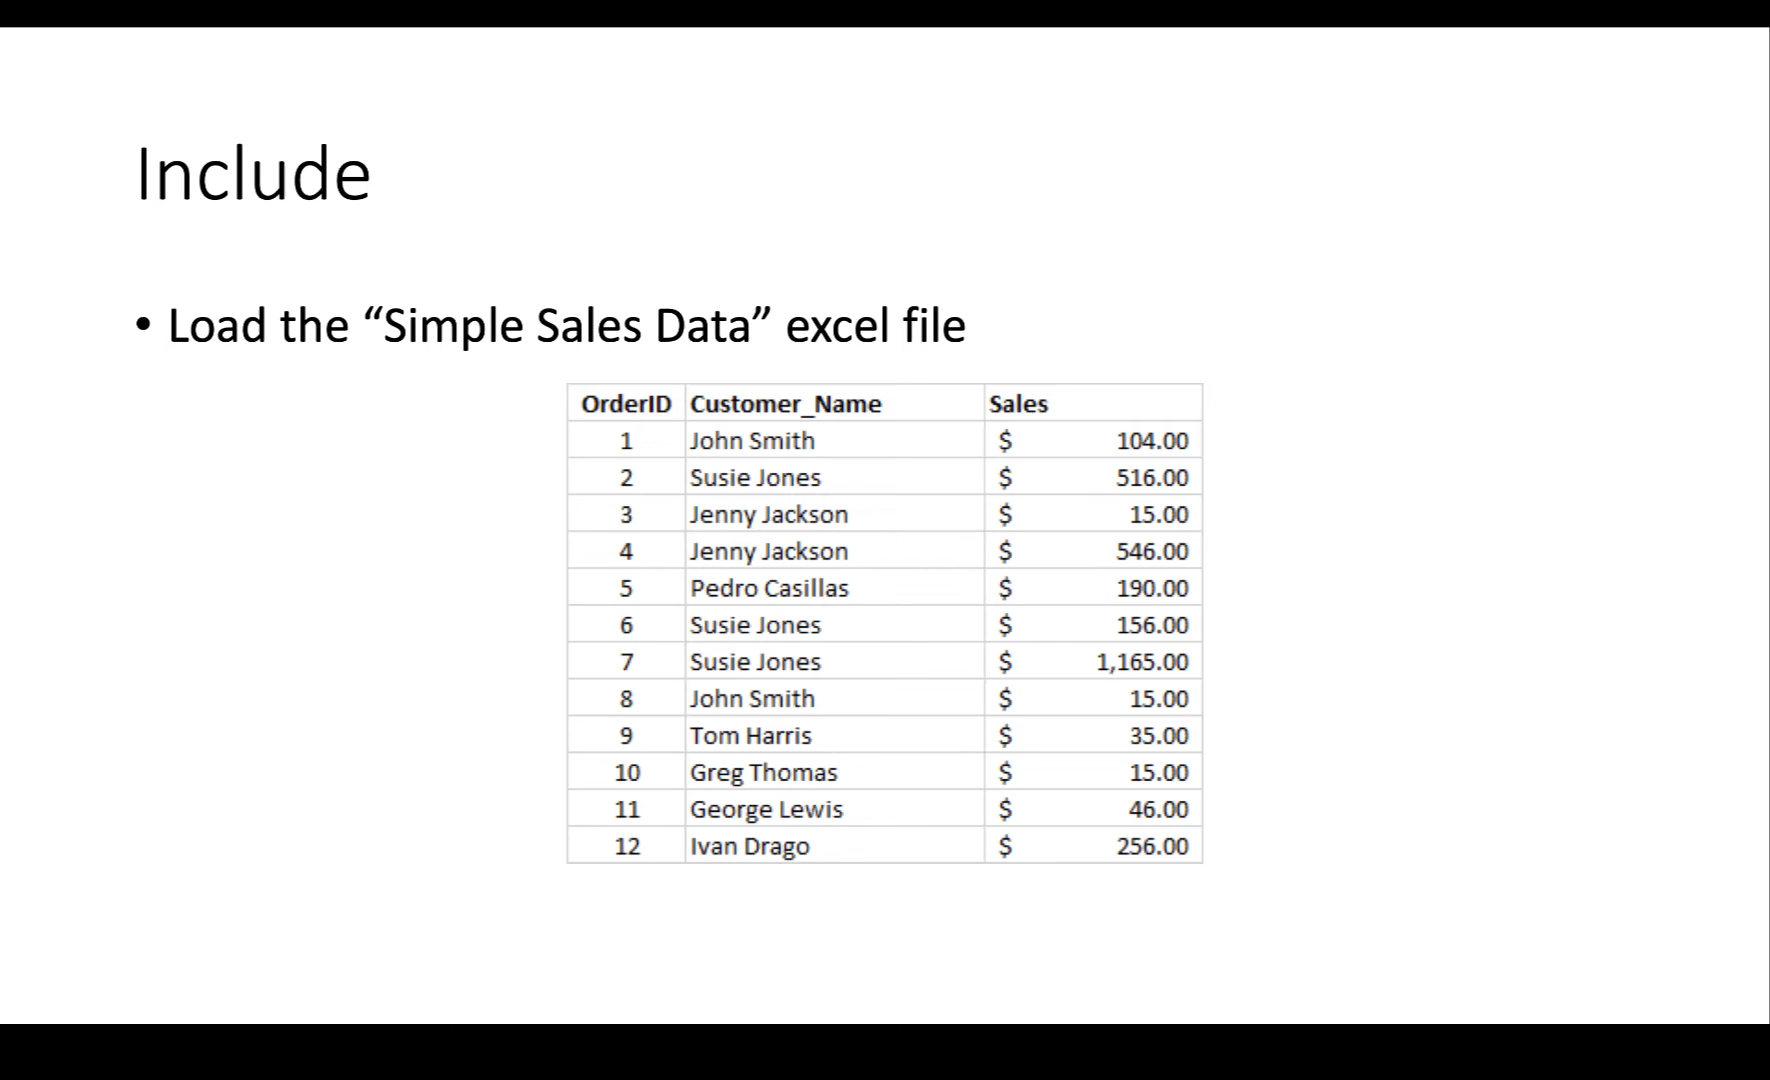 Include
• Load the “Simple Sales Data” excel file
OrderID Customer_Name Sales
1 John Smith $ 104.00
2 Susie Jones $ 516.00
3 Jenny Jackson $ 15.00
4 Jenny Jackson $ 546.00
5 Pedro Casillas $ 190.00
6 Susie Jones $ 156.00
7 Susie Jones $ 1,165.00
8 John Smith $ 15.00
9 Tom Harris $ 35.00
10 Greg Thomas $ 15.00
11 George Lewis $ 46.00
12 Ivan Drago $ 256.00